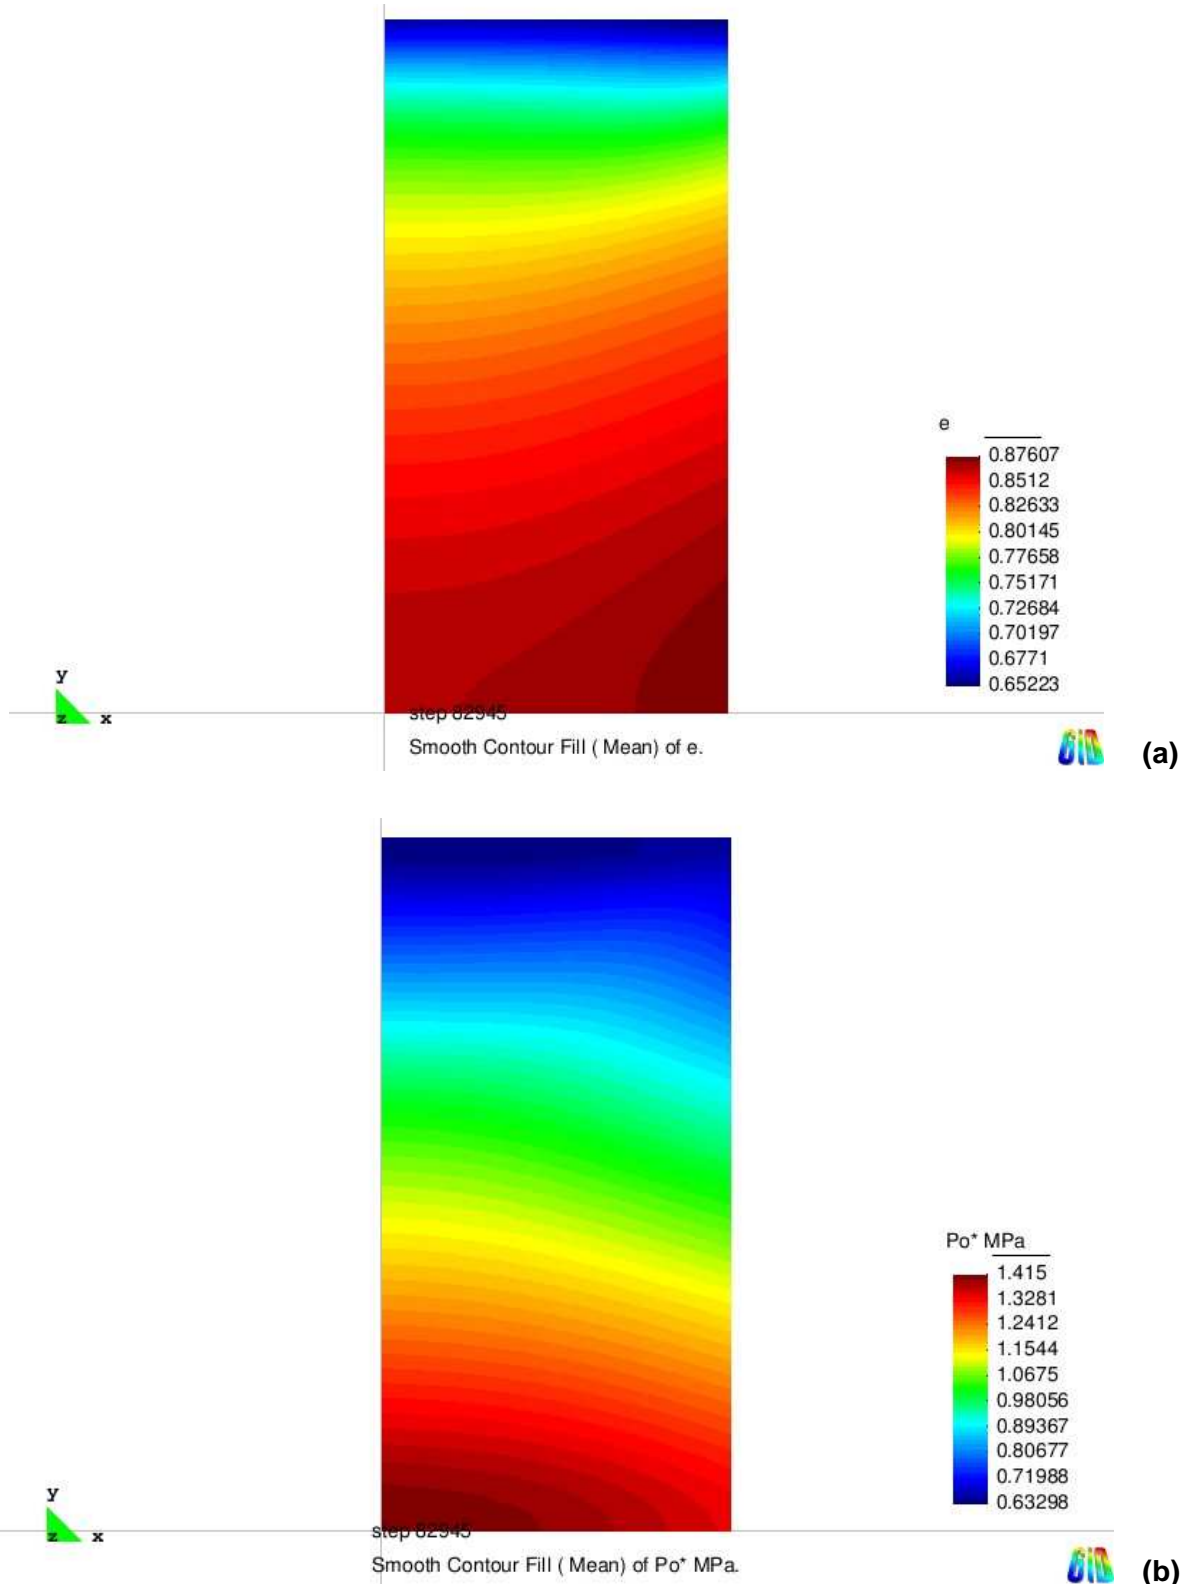 e
0.87607
0.8512
0.82633
0.80145
0.77658
0.75171
0.72684
0.70197
0.6771
0.65223
y
z x
step 82945
Smooth Contour Fill ( Mean) of e.
GiD
(a)
Po* MPa
1.415
1.3281
1.2412
1.1544
1.0675
0.98056
0.89367
0.80677
0.71988
0.63298
y
z x
step 82945
Smooth Contour Fill ( Mean) of Po* MPa.
GiD
(b)